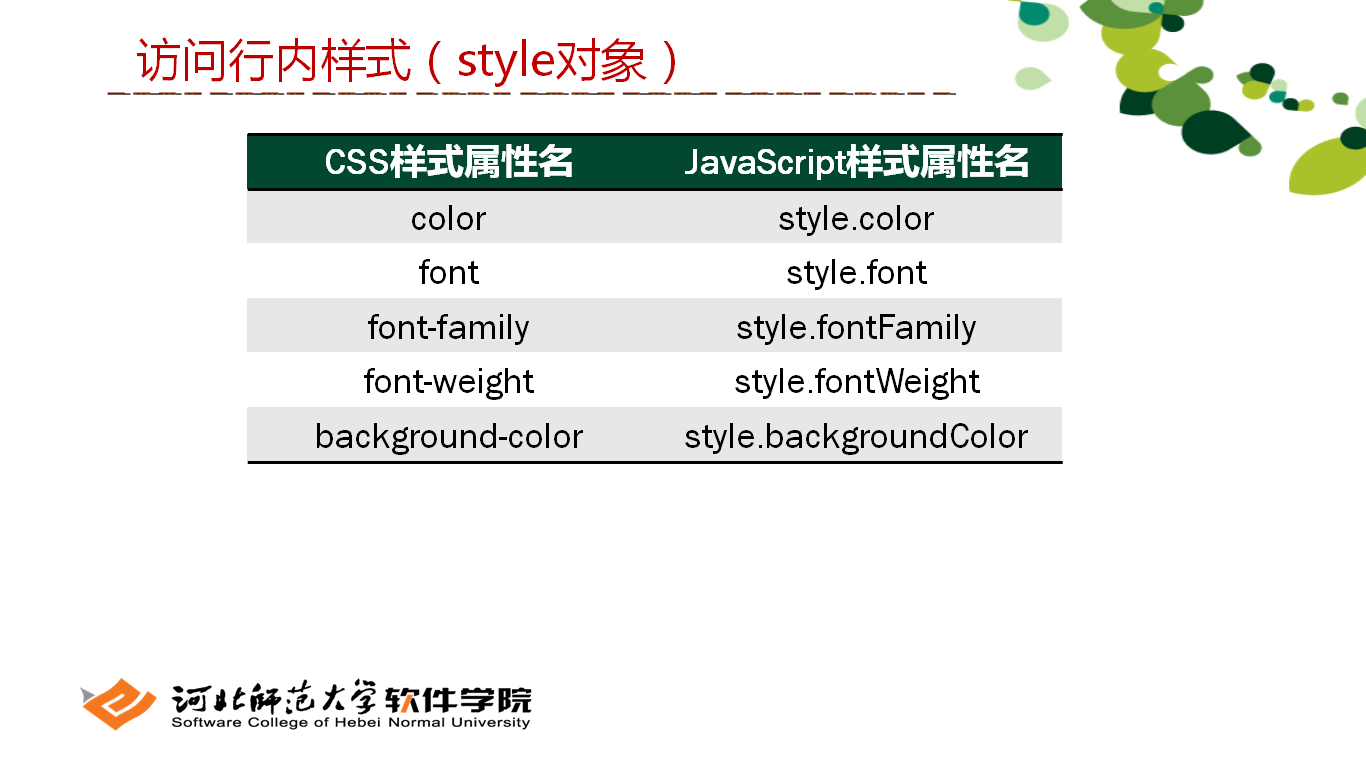 访问行内样式（style对象）
CSS样式属性名 JavaScript样式属性名
color style.color
font style.font
font-family style.fontFamily
font-weight style.fontWeight
background-color style.backgroundColor
河北师范大学软件学院
Software College of Hebei Normal University